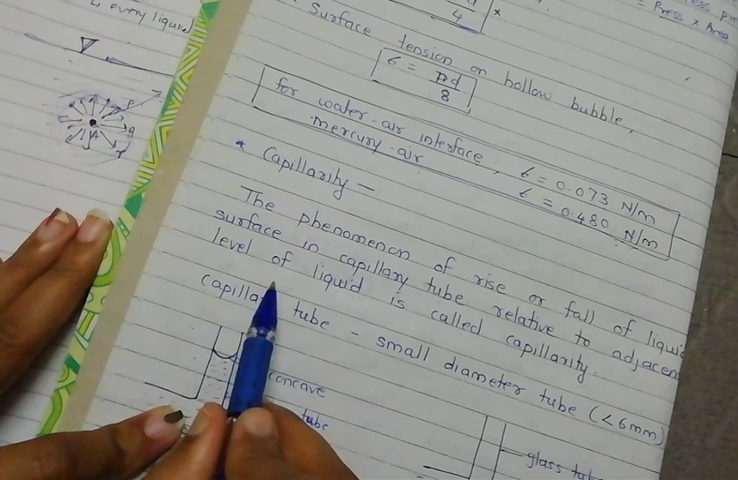 is every liquid
4
= Press x Area
* Surface tension on hollow bubble,
σ = pd
8
for water-air interface, σ = 0.073 N/m
mercury-air σ = 0.480 N/m
* Capillarity -
The phenomenon of rise or fall of liquid
surface in capillary tube relative to adjacen
level of liquid is called capillarity.
tube - small diameter tube (<6mm)
concave
tube
glass tube